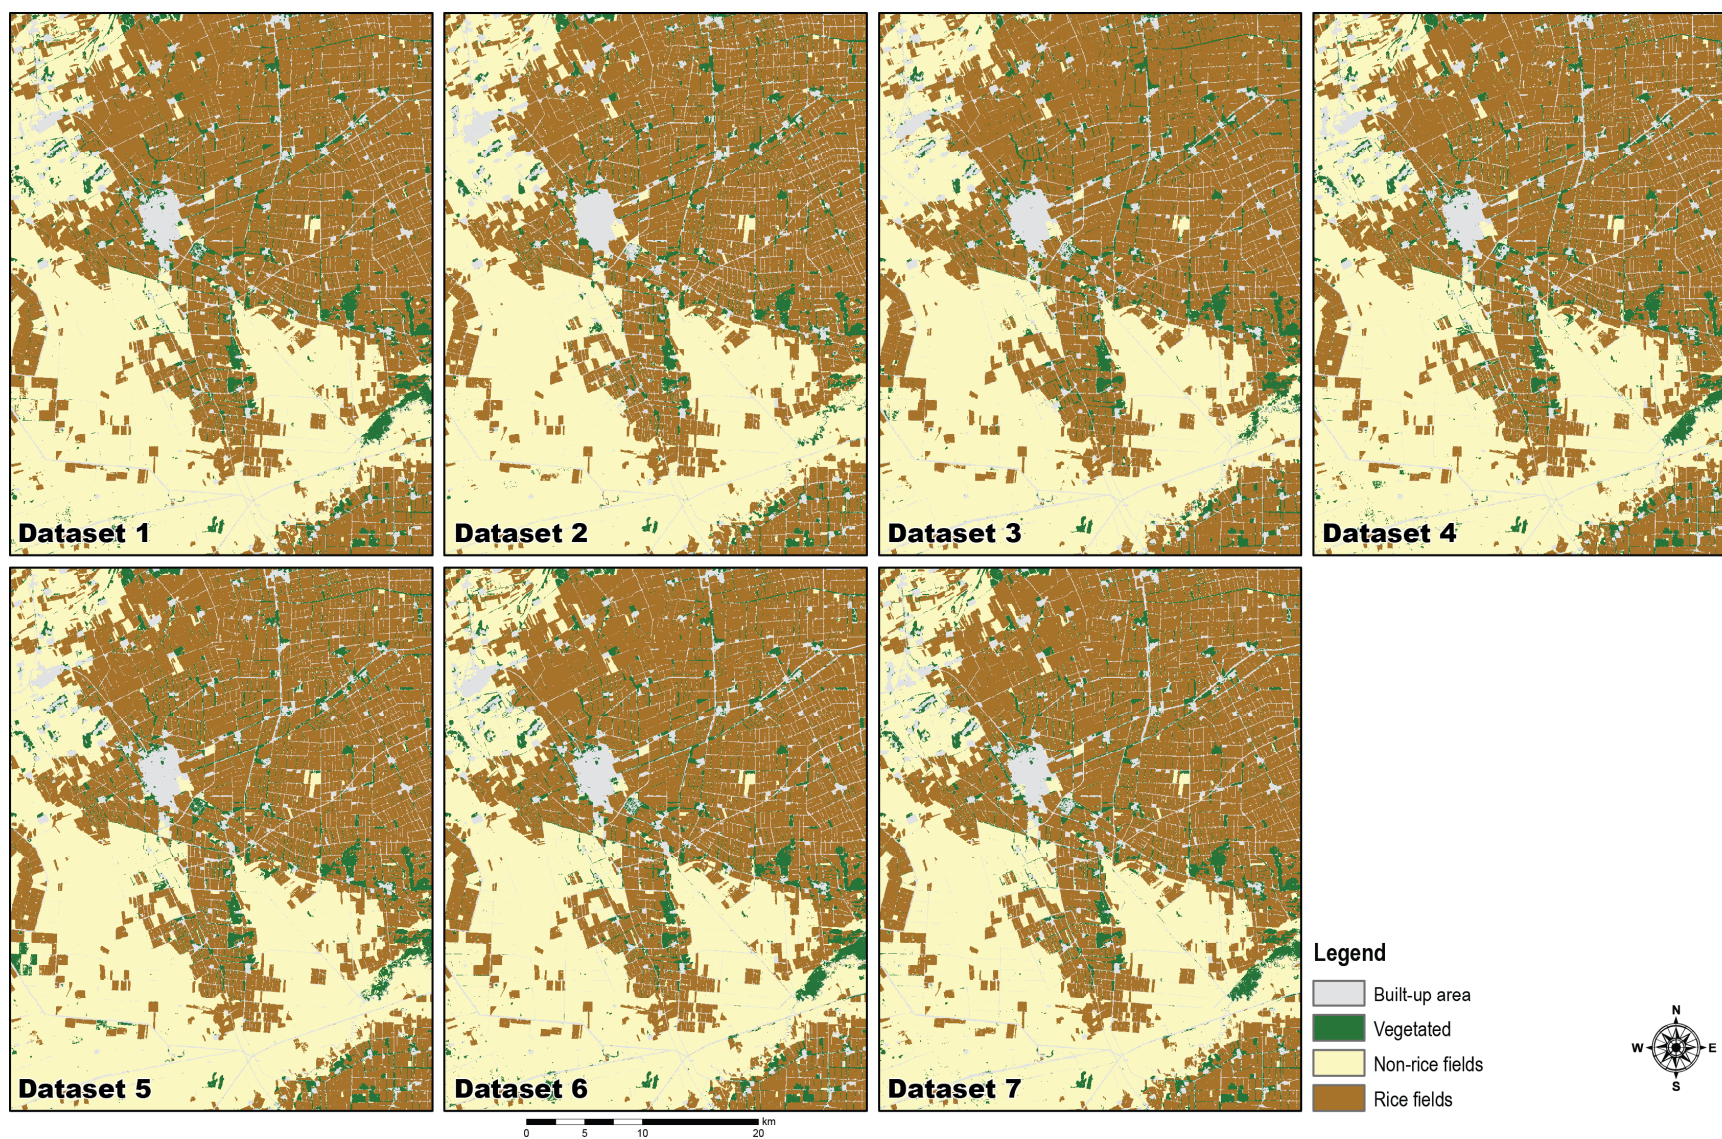 Dataset 1
Dataset 2
Dataset 3
Dataset 4
Dataset 5
Dataset 6
Dataset 7
Legend
Built-up area
Vegetated
Non-rice fields
Rice fields
N
W E
S
km
0 5 10 20